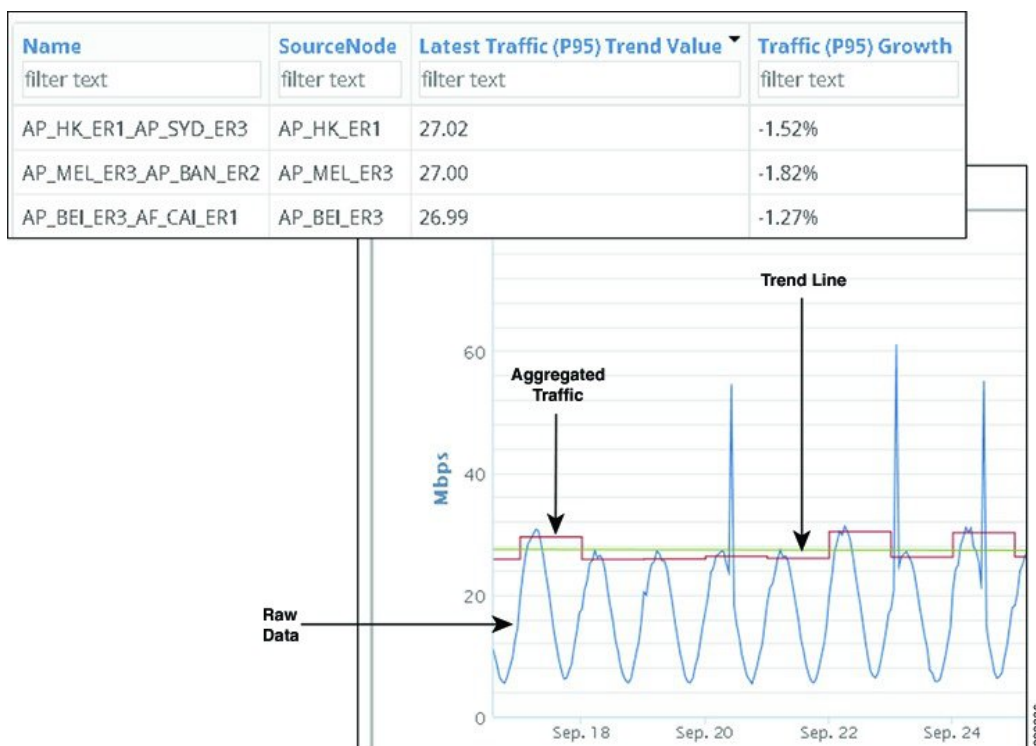 Name SourceNode Latest Traffic (P95) Trend Value Traffic (P95) Growth
filter text filter text filter text filter text
AP_HK_ER1_AP_SYD_ER3 AP_HK_ER1 27.02 -1.52%
AP_MEL_ER3_AP_BAN_ER2 AP_MEL_ER3 27.00 -1.82%
AP_BEI_ER3_AF_CAI_ER1 AP_BEI_ER3 26.99 -1.27%
Trend Line
Aggregated
Traffic
Raw
Data
Mbps
60
40
20
0
Sep. 18 Sep. 20 Sep. 22 Sep. 24